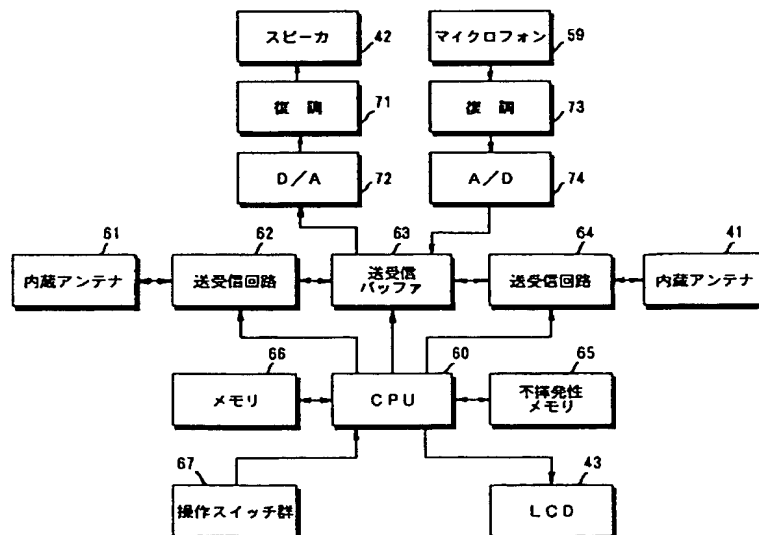 スピーカ 42 マイクロフォン 59
復調 71 復調 73
D/A 72 A/D 74
61 62 63 64 41
内蔵アンテナ 送受信回路 送受信 送受信回路 内蔵アンテナ
バッファ
66 60 65
メモリ CPU 不揮発性
メモリ
67 43
操作スイッチ群 LCD